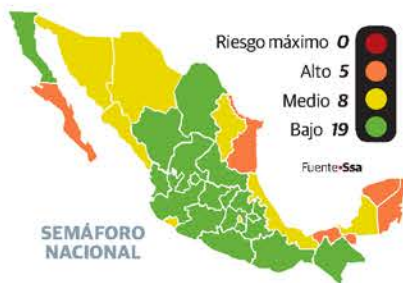 Riesgo máximo 0
Alto 5
Medio 8
Bajo 19
Fuente•Ssa
SEMÁFORO
NACIONAL